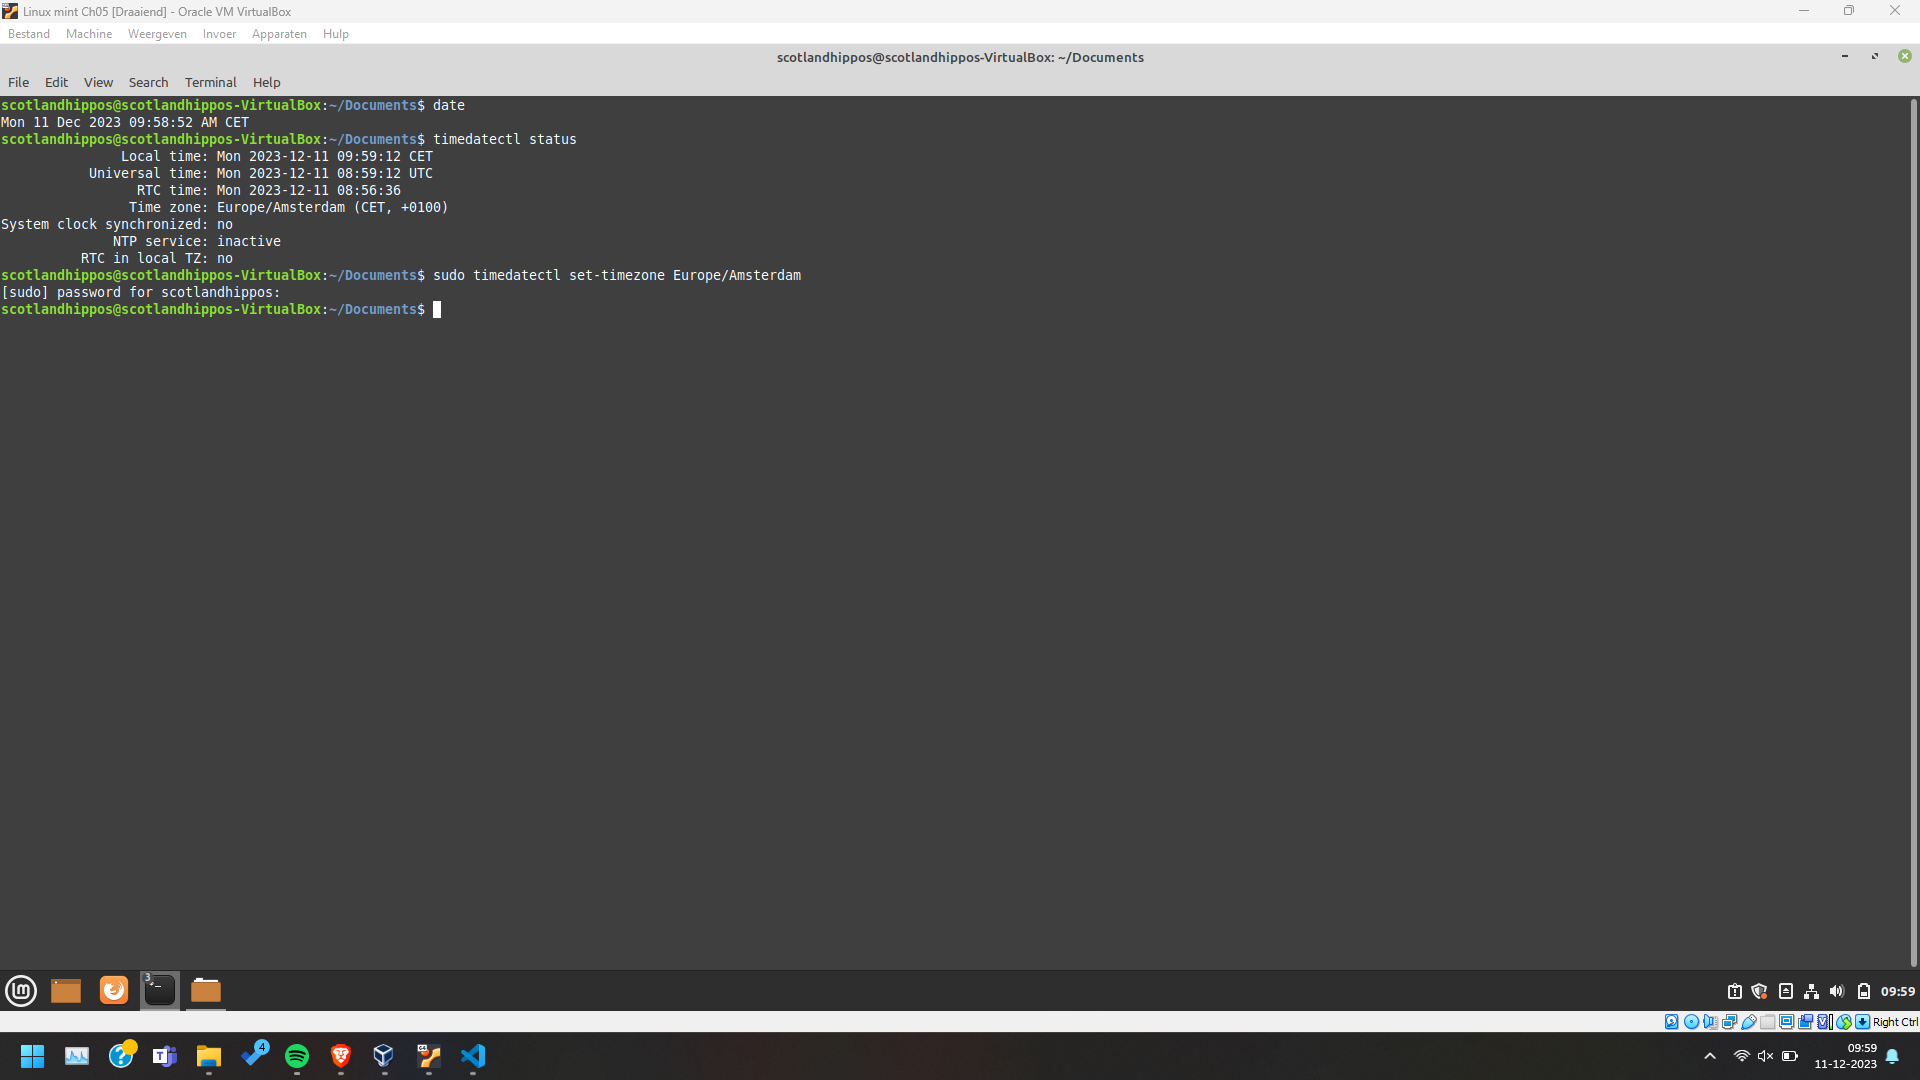 Linux mint Ch05 [Draaiend] - Oracle VM VirtualBox
Bestand Machine Weergeven Invoer Apparaten Hulp
scotlandhippos@scotlandhippos-VirtualBox: ~/Documents
File Edit View Search Terminal Help
scotlandhippos@scotlandhippos-VirtualBox:~/Documents$ date
Mon 11 Dec 2023 09:58:52 AM CET
scotlandhippos@scotlandhippos-VirtualBox:~/Documents$ timedatectl status
Local time: Mon 2023-12-11 09:59:12 CET
Universal time: Mon 2023-12-11 08:59:12 UTC
RTC time: Mon 2023-12-11 08:56:36
Time zone: Europe/Amsterdam (CET, +0100)
System clock synchronized: no
NTP service: inactive
RTC in local TZ: no
scotlandhippos@scotlandhippos-VirtualBox:~/Documents$ sudo timedatectl set-timezone Europe/Amsterdam
[sudo] password for scotlandhippos:
scotlandhippos@scotlandhippos-VirtualBox:~/Documents$
3
09:59
Right Ctrl
4
09:59
11-12-2023